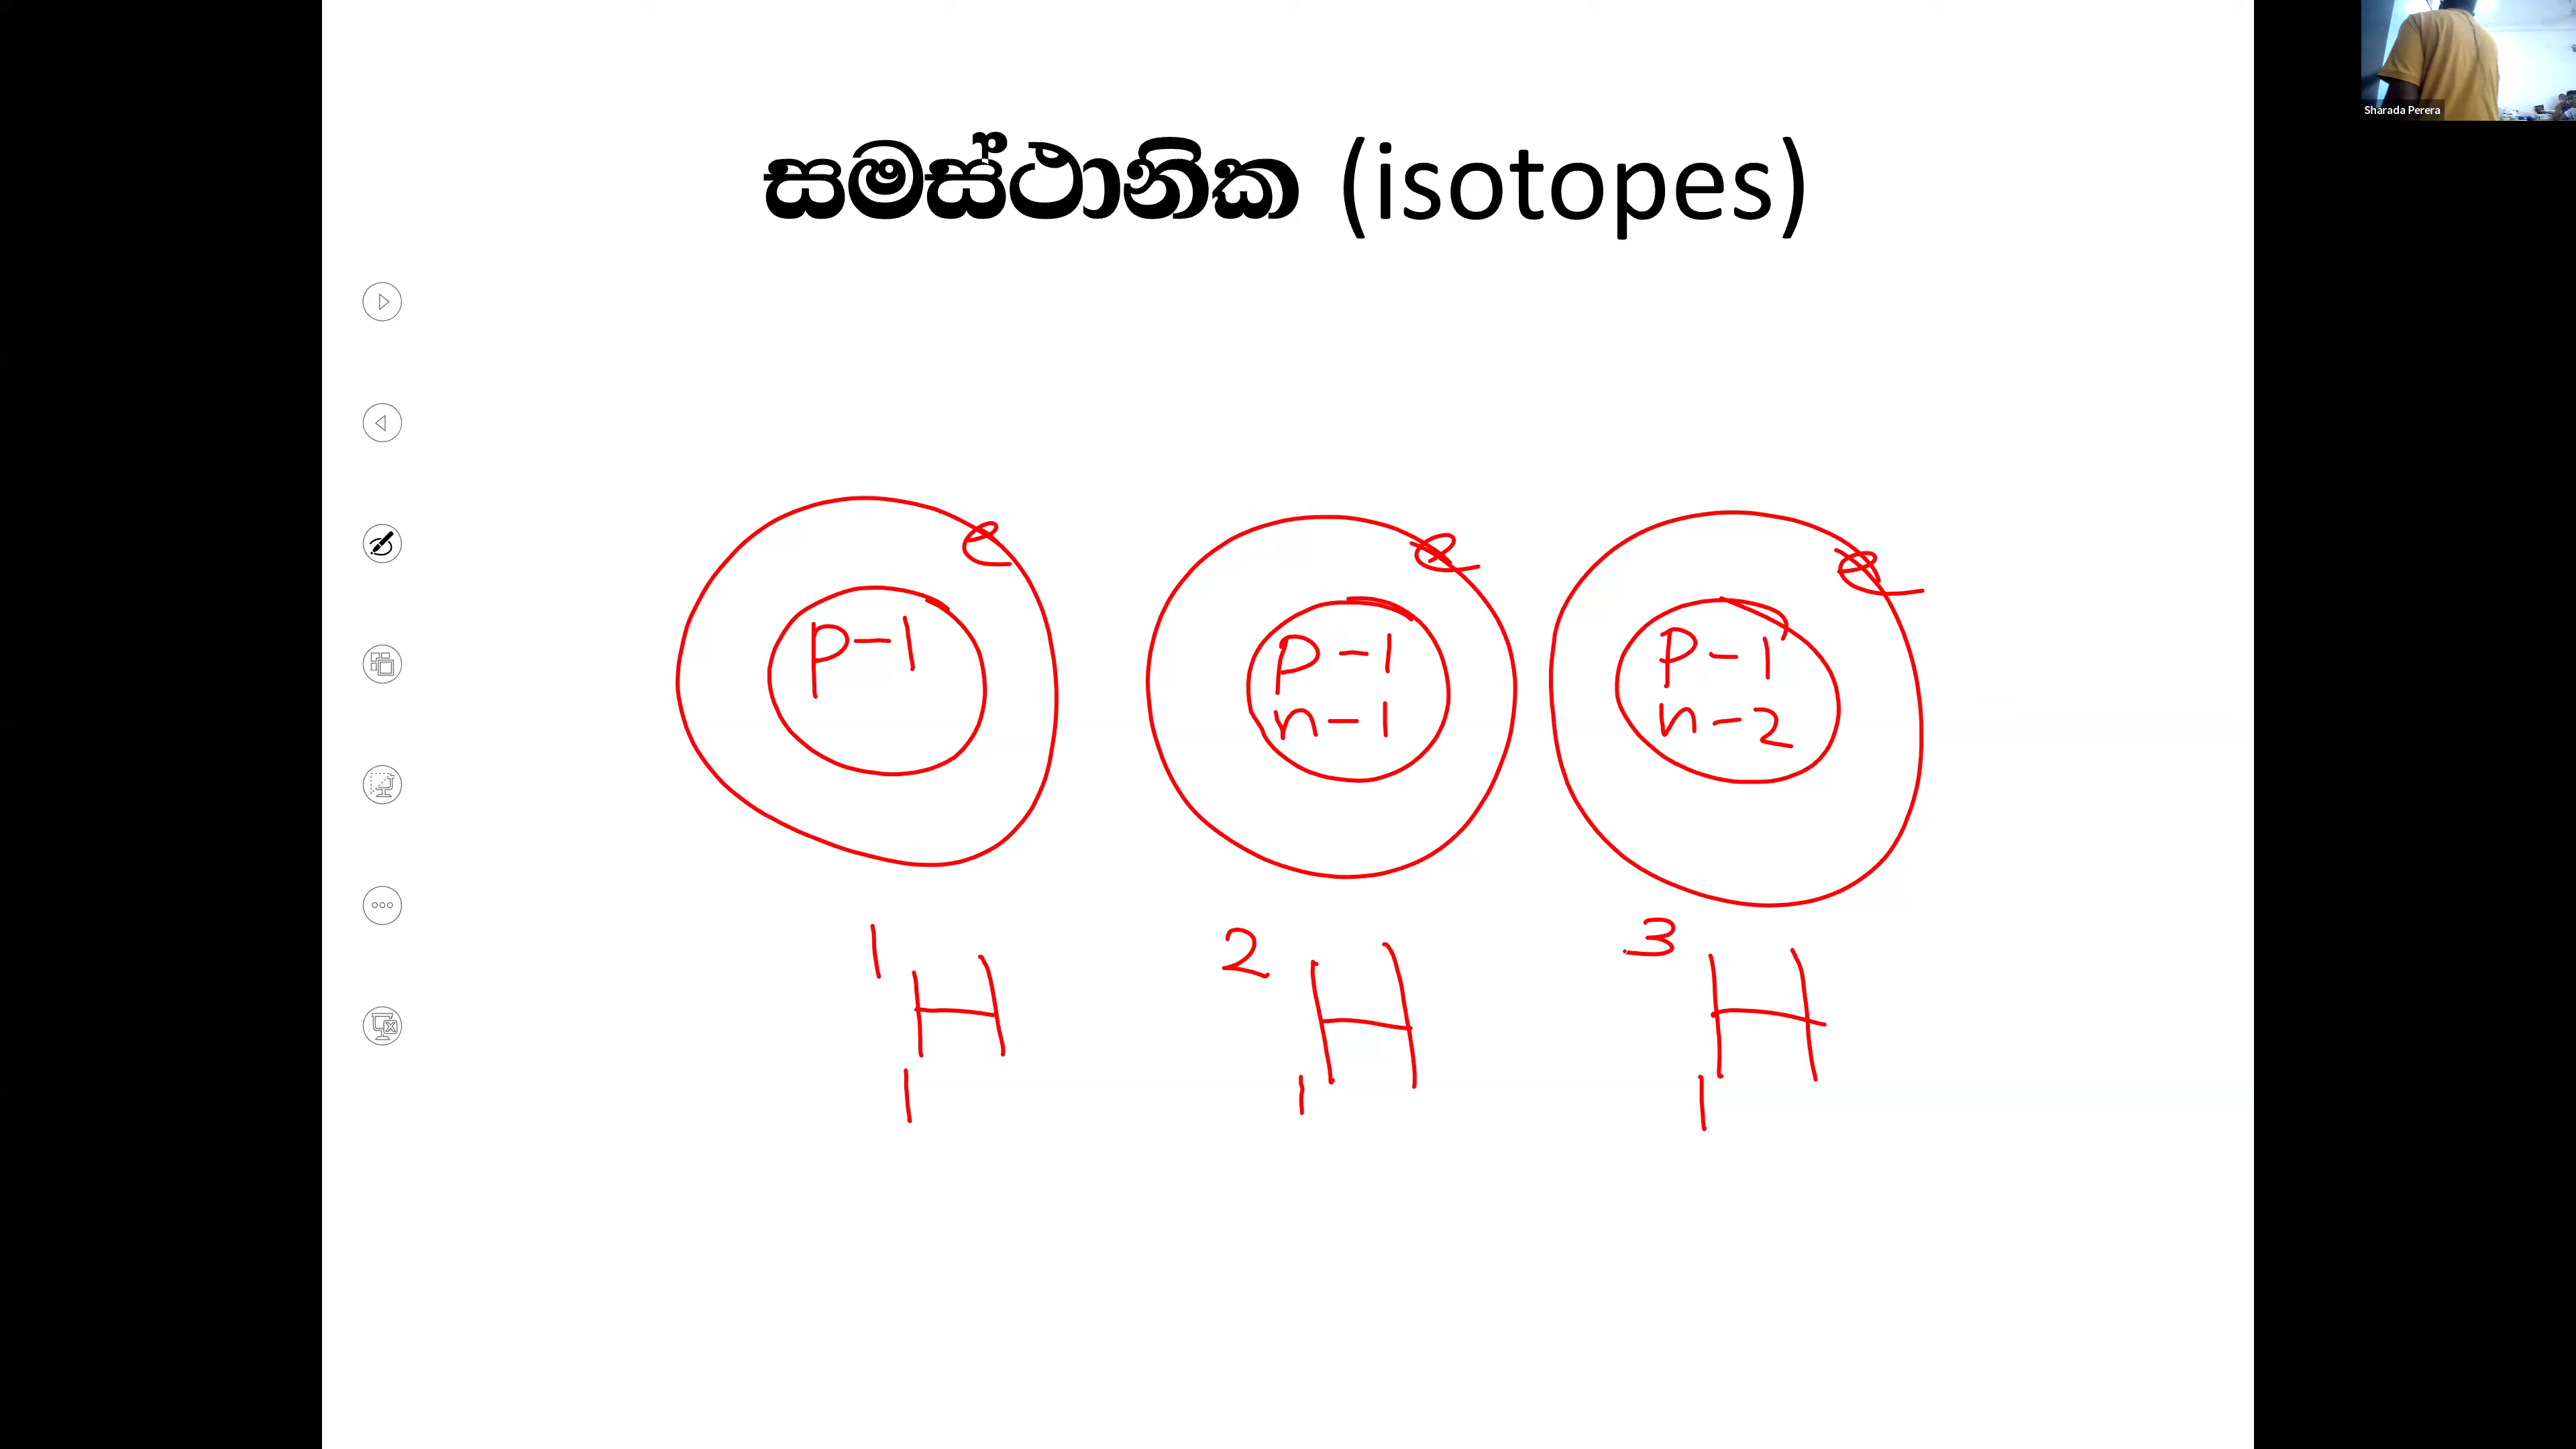 Sharada Perera
සමස්ථානික (isotopes)
e e e
p-1 p-1 p-1
n-1 n-2
1 2 3
H H H
1 1 1